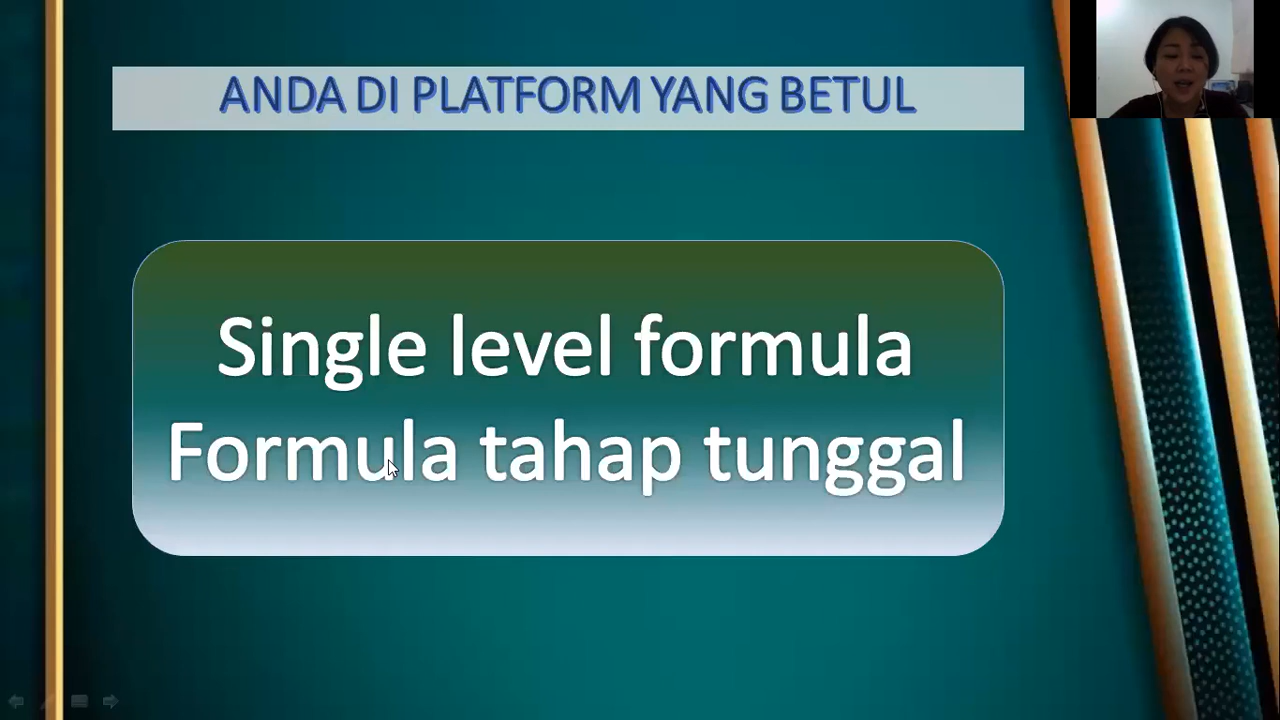 ANDA DI PLATFORM YANG BETUL
Single level formula
Formula tahap tunggal